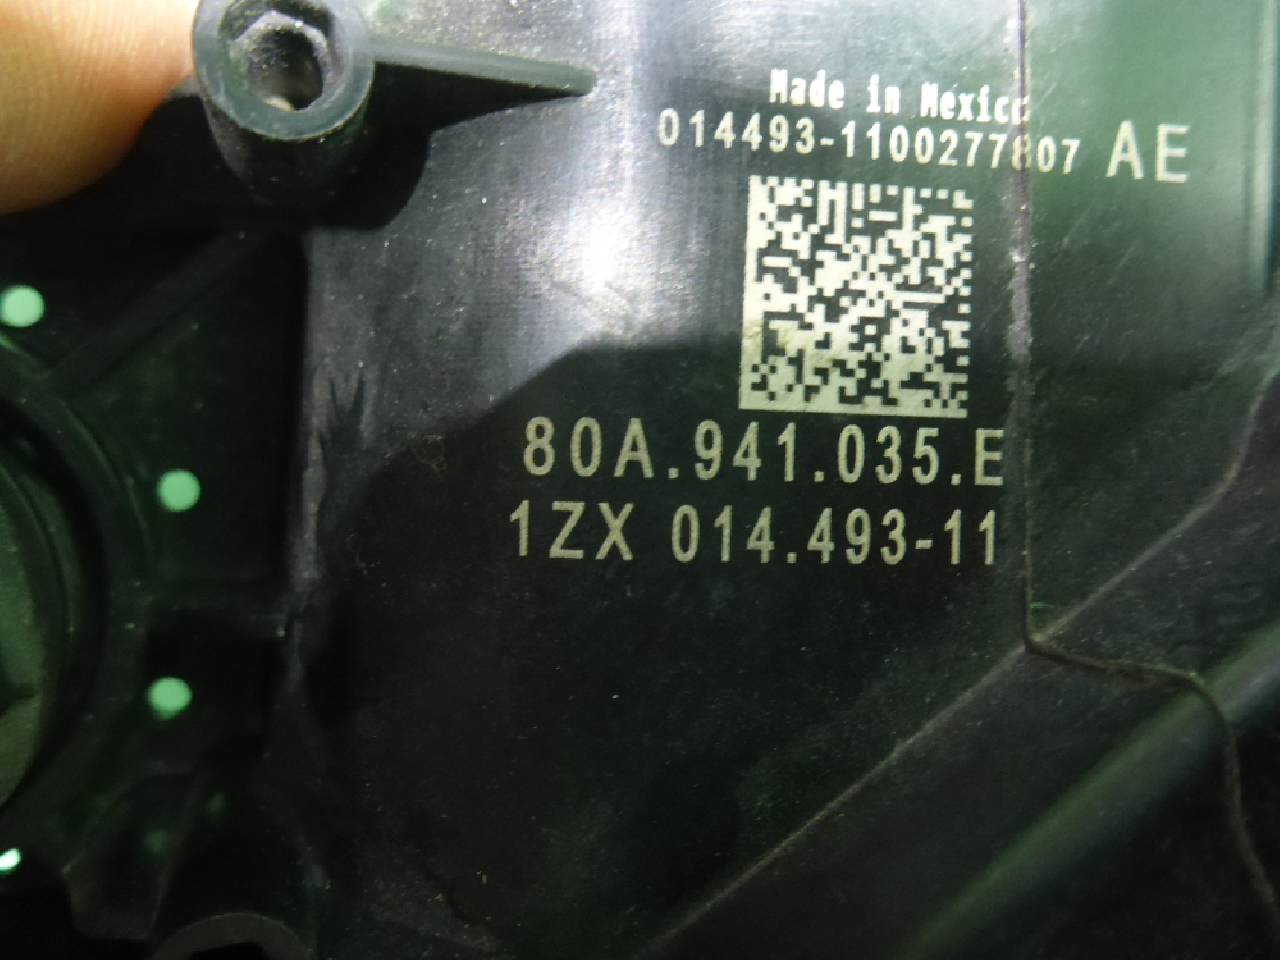 Made in Mexico
014493-1100277807 AE
80A.941.035.E
1ZX 014.493-11